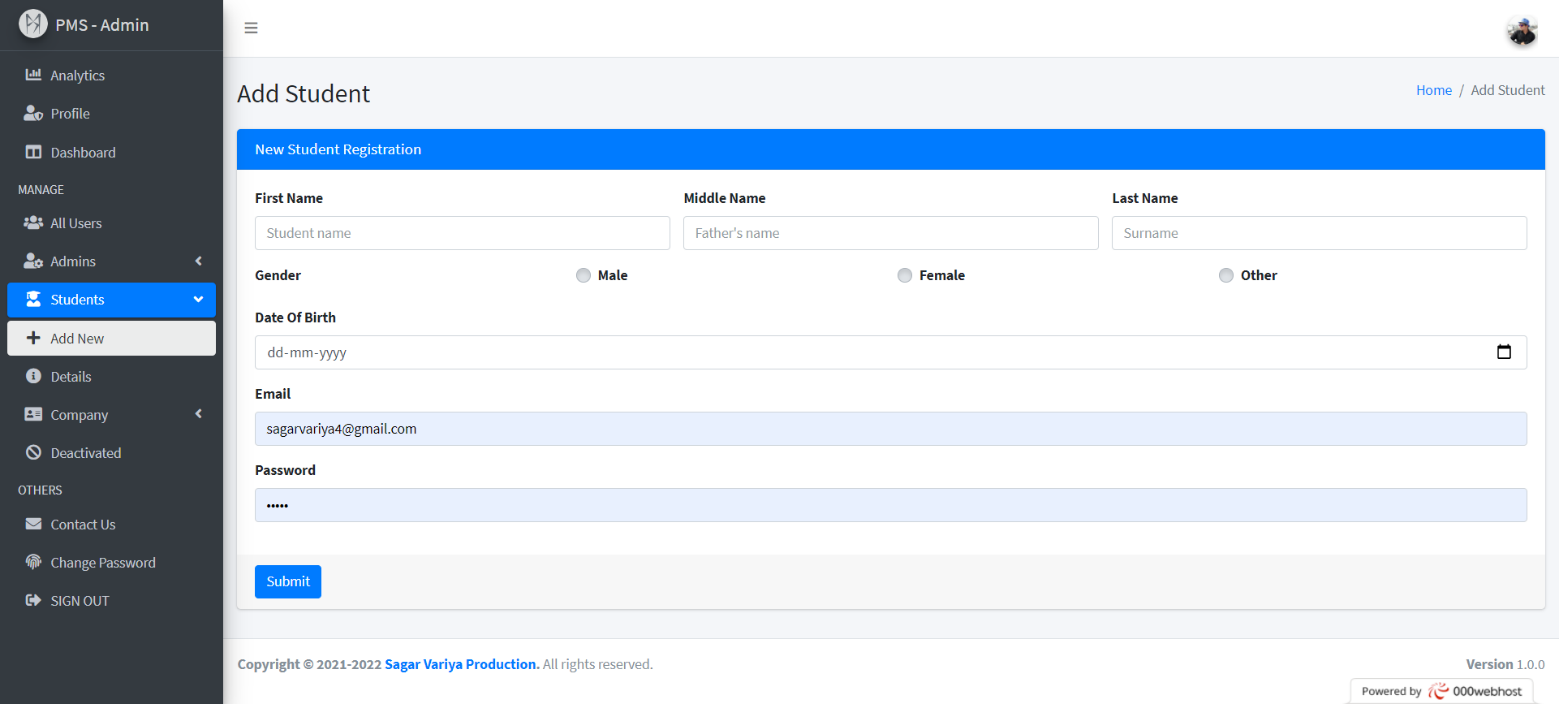 PMS - Admin
Analytics
Profile
Dashboard
MANAGE
All Users
Admins
Students
Add New
Details
Company
Deactivated
OTHERS
Contact Us
Change Password
SIGN OUT
Add Student
Home / Add Student
New Student Registration
First Name Middle Name Last Name
Student name Father's name Surname
Gender Male Female Other
Date Of Birth
dd-mm-yyyy
Email
sagarvariya4@gmail.com
Password
•••••
Submit
Copyright © 2021-2022 Sagar Variya Production. All rights reserved.
Version 1.0.0
Powered by 000webhost